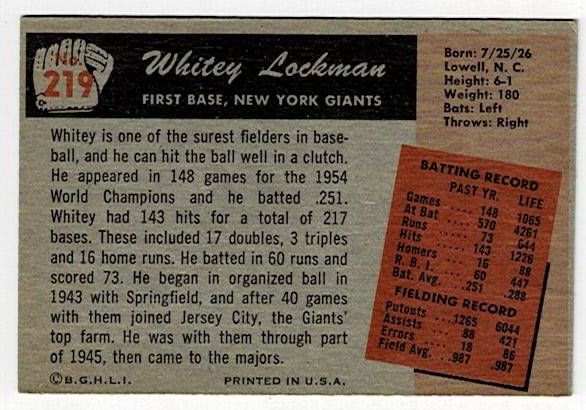 No.
219
Whitey Lockman
FIRST BASE, NEW YORK GIANTS
Born: 7/25/26
Lowell, N. C.
Height: 6-1
Weight: 180
Bats: Left
Throws: Right
Whitey is one of the surest fielders in base-
ball, and he can hit the ball well in a clutch.
He appeared in 148 games for the 1954
World Champions and he batted .251.
Whitey had 143 hits for a total of 217
bases. These included 17 doubles, 3 triples
and 16 home runs. He batted in 60 runs and
scored 73. He began in organized ball in
1943 with Springfield, and after 40 games
with them joined Jersey City, the Giants'
top farm. He was with them through part
of 1945, then came to the majors.
BATTING RECORD
PAST YR. LIFE
Games .... 148 1065
At Bat .... 570 4261
Runs .... 73 644
Hits .... 143 1226
Homers .... 16 88
R. B. I. .... 60 447
Bat. Avg. ...251 .288
FIELDING RECORD
Putouts ....1265 6044
Assists .... 88 421
Errors .... 18 86
Field Avg. ...987 .987
©B.G.H.L.I. PRINTED IN U.S.A.